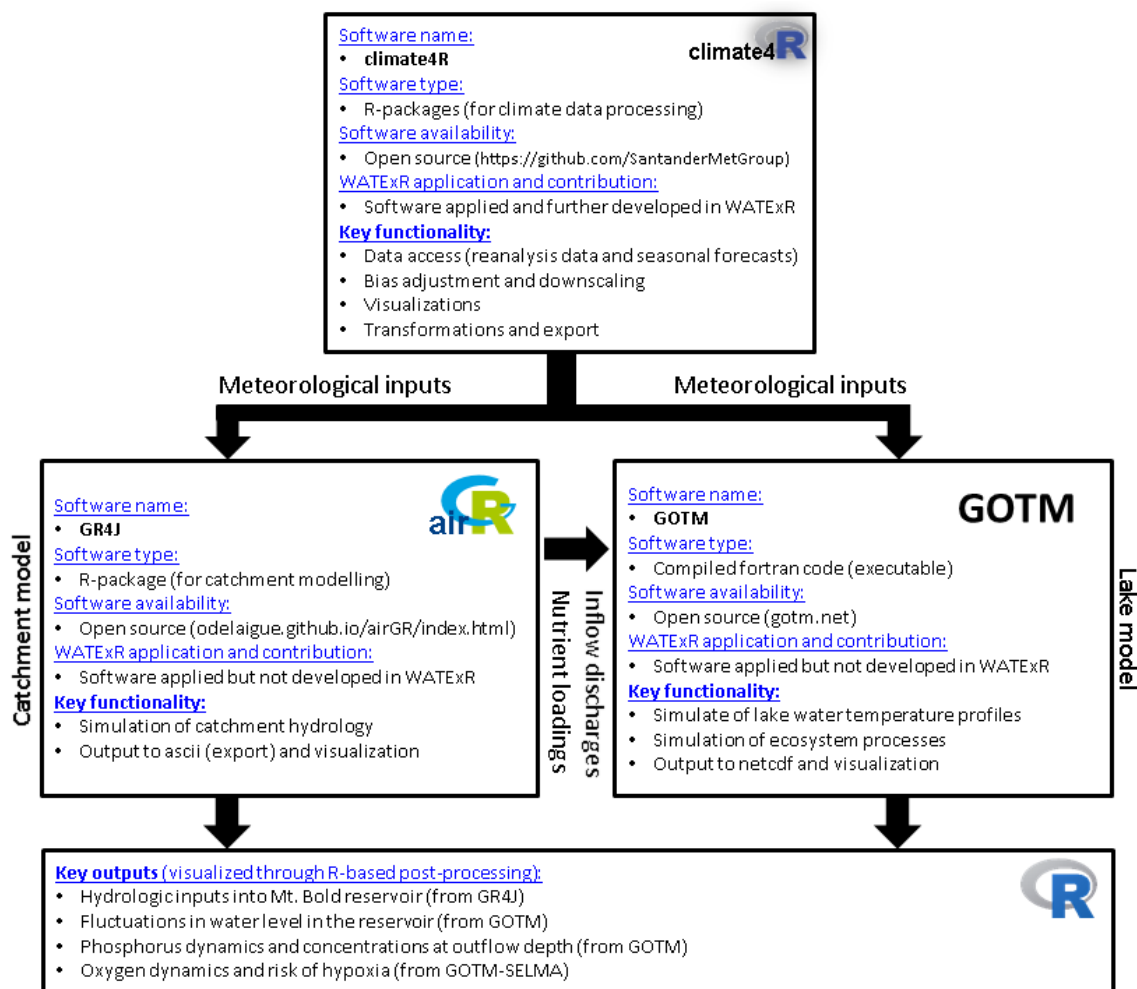 Software name:
• climate4R
climate4R
Software type:
• R-packages (for climate data processing)
Software availability:
• Open source (https://github.com/SantanderMetGroup)
WATExR application and contribution:
• Software applied and further developed in WATExR
Key functionality:
• Data access (reanalysis data and seasonal forecasts)
• Bias adjustment and downscaling
• Visualizations
• Transformations and export
Meteorological inputs
Meteorological inputs
Catchment model
Software name:
• GR4J
airGR
Software type:
• R-package (for catchment modelling)
Software availability:
• Open source (odelaigue.github.io/airGR/index.html)
WATExR application and contribution:
• Software applied but not developed in WATExR
Key functionality:
• Simulation of catchment hydrology
• Output to ascii (export) and visualization
Inflow discharges
Nutrient loadings
Software name:
• GOTM
GOTM
Software type:
• Compiled fortran code (executable)
Software availability:
• Open source (gotm.net)
WATExR application and contribution:
• Software applied but not developed in WATExR
Key functionality:
• Simulate of lake water temperature profiles
• Simulation of ecosystem processes
• Output to netcdf and visualization
Lake model
Key outputs (visualized through R-based post-processing):
• Hydrologic inputs into Mt. Bold reservoir (from GR4J)
• Fluctuations in water level in the reservoir (from GOTM)
• Phosphorus dynamics and concentrations at outflow depth (from GOTM)
• Oxygen dynamics and risk of hypoxia (from GOTM-SELMA)
R